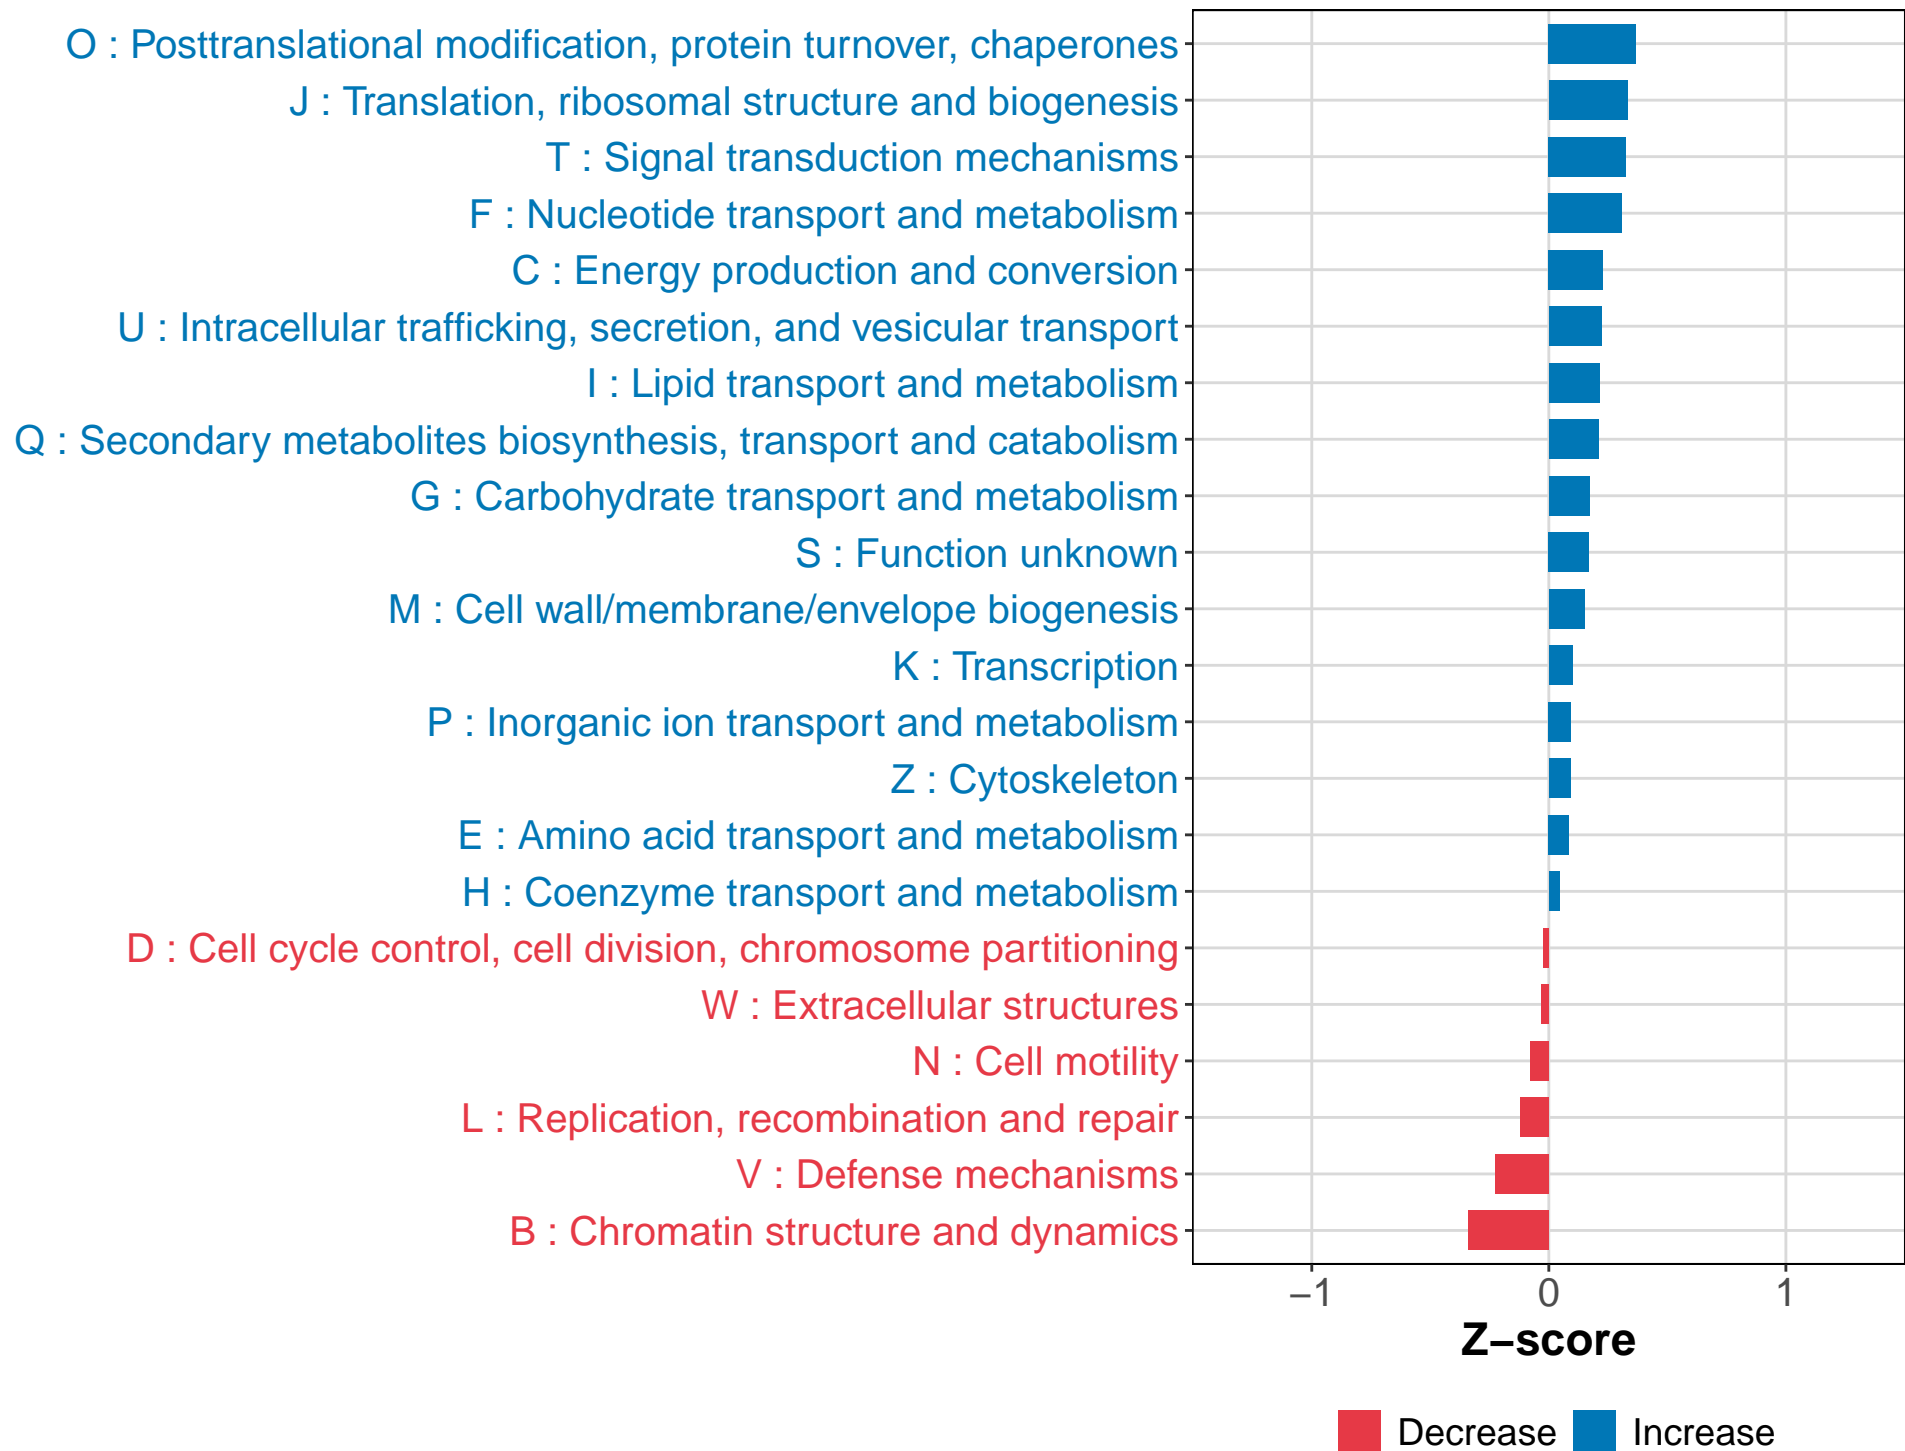 O : Posttranslational modification, protein turnover, chaperones
J : Translation, ribosomal structure and biogenesis
T : Signal transduction mechanisms
F : Nucleotide transport and metabolism
C : Energy production and conversion
U : Intracellular trafficking, secretion, and vesicular transport
I : Lipid transport and metabolism
Q : Secondary metabolites biosynthesis, transport and catabolism
G : Carbohydrate transport and metabolism
S : Function unknown
M : Cell wall/membrane/envelope biogenesis
K : Transcription
P : Inorganic ion transport and metabolism
Z : Cytoskeleton
E : Amino acid transport and metabolism
H : Coenzyme transport and metabolism
D : Cell cycle control, cell division, chromosome partitioning
W : Extracellular structures
N : Cell motility
L : Replication, recombination and repair
V : Defense mechanisms
B : Chromatin structure and dynamics
−1 0 1
Z−score
Decrease Increase